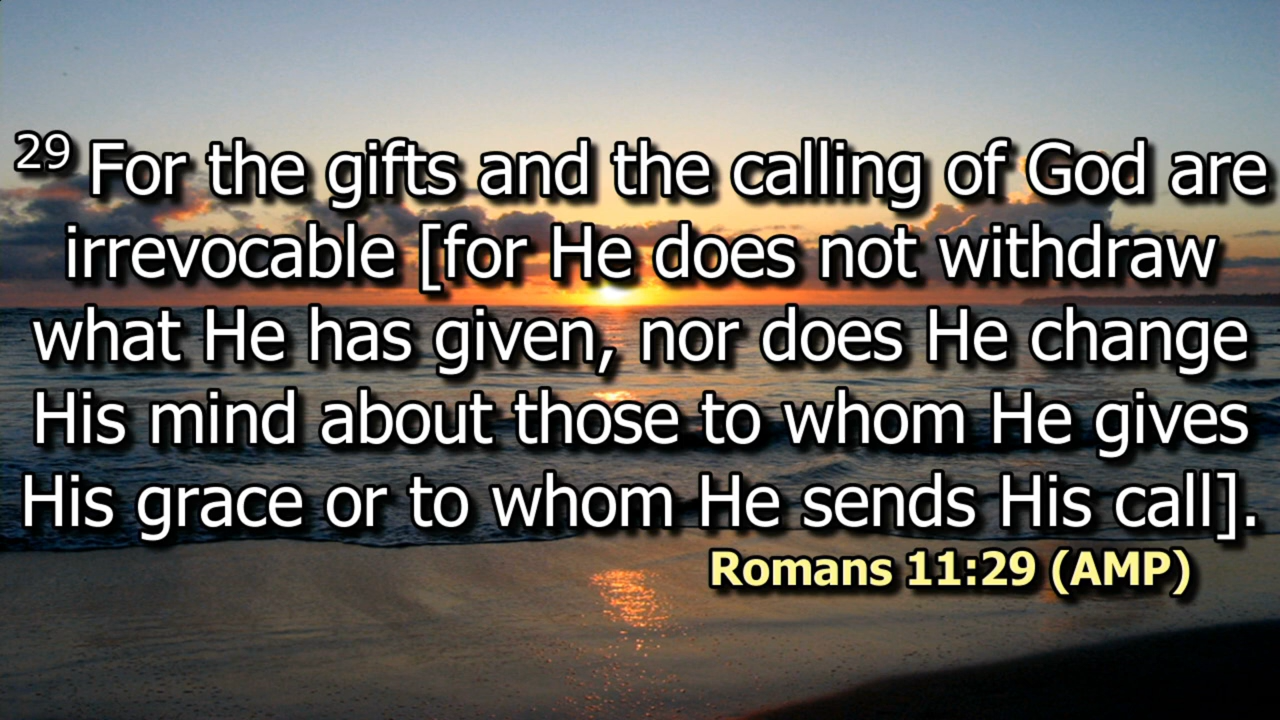 29 For the gifts and the calling of God are
irrevocable [for He does not withdraw
what He has given, nor does He change
His mind about those to whom He gives
His grace or to whom He sends His call].
Romans 11:29 (AMP)